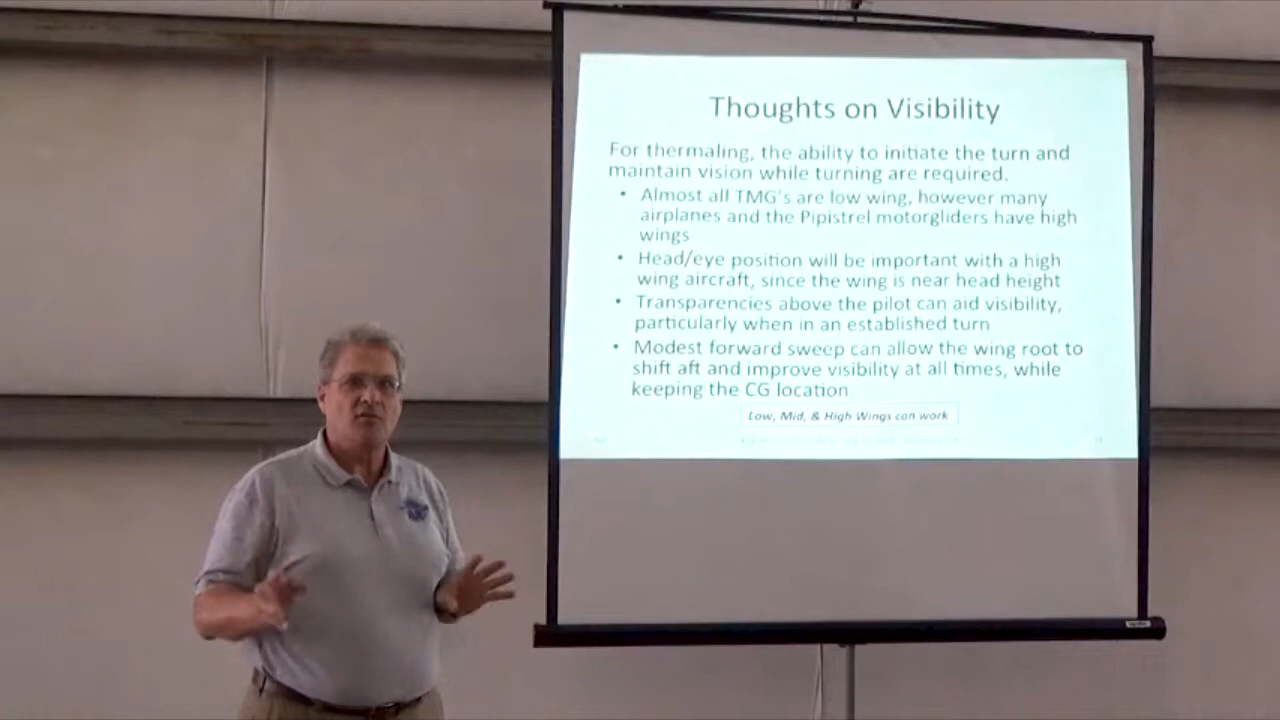 Thoughts on Visibility
For thermaling, the ability to initiate the turn and
maintain vision while turning are required.
• Almost all TMG's are low wing, however many
airplanes and the Pipistrel motorgliders have high
wings
• Head/eye position will be important with a high
wing aircraft, since the wing is near head height
• Transparencies above the pilot can aid visibility,
particularly when in an established turn
• Modest forward sweep can allow the wing root to
shift aft and improve visibility at all times, while
keeping the CG location
Low, Mid, & High Wings can work